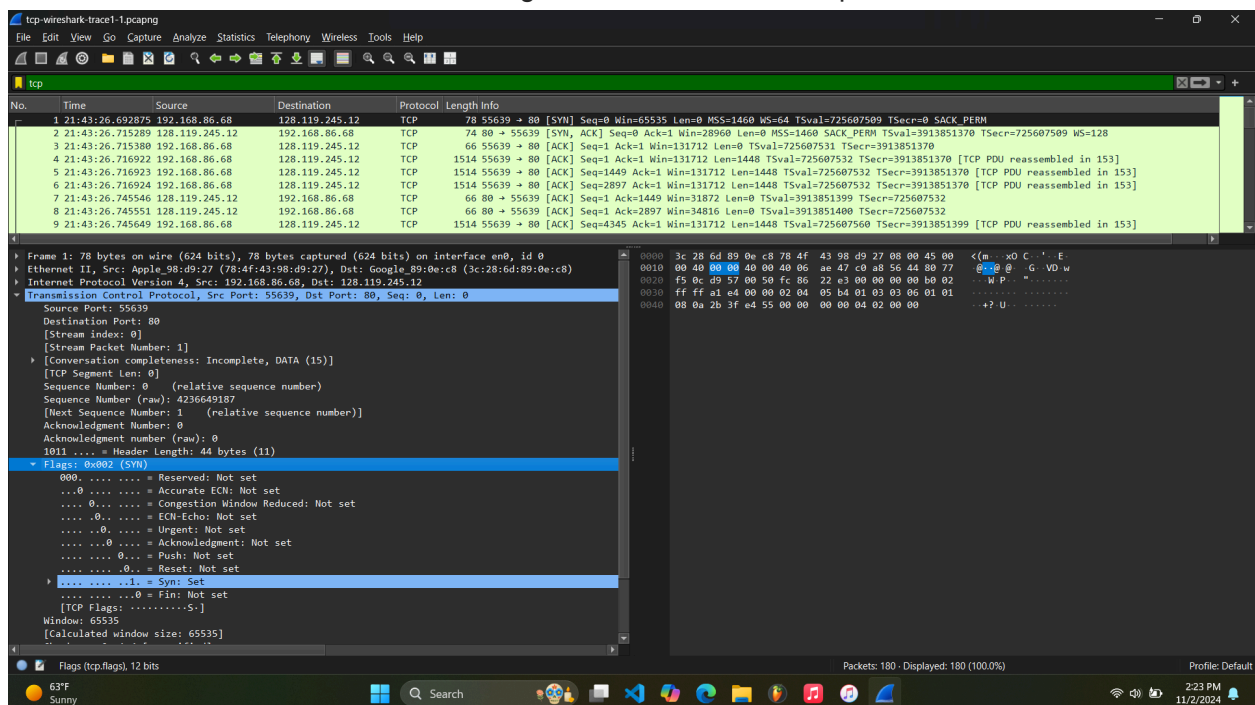 tcp-wireshark-trace1-1.pcapng
File Edit View Go Capture Analyze Statistics Telephony Wireless Tools Help
tcp
No. Time Source Destination Protocol Length Info
1 21:43:26.692875 192.168.86.68 128.119.245.12 TCP 78 55639 → 80 [SYN] Seq=0 Win=65535 Len=0 MSS=1460 WS=64 TSval=725607509 TSecr=0 SACK_PERM
2 21:43:26.715289 128.119.245.12 192.168.86.68 TCP 74 80 → 55639 [SYN, ACK] Seq=0 Ack=1 Win=28960 Len=0 MSS=1460 SACK_PERM TSval=3913851370 TSecr=725607509 WS=128
3 21:43:26.715380 192.168.86.68 128.119.245.12 TCP 66 55639 → 80 [ACK] Seq=1 Ack=1 Win=131712 Len=0 TSval=725607531 TSecr=3913851370
4 21:43:26.716922 192.168.86.68 128.119.245.12 TCP 1514 55639 → 80 [ACK] Seq=1 Ack=1 Win=131712 Len=1448 TSval=725607532 TSecr=3913851370 [TCP PDU reassembled in 153]
5 21:43:26.716923 192.168.86.68 128.119.245.12 TCP 1514 55639 → 80 [ACK] Seq=1449 Ack=1 Win=131712 Len=1448 TSval=725607532 TSecr=3913851370 [TCP PDU reassembled in 153]
6 21:43:26.716924 192.168.86.68 128.119.245.12 TCP 1514 55639 → 80 [ACK] Seq=2897 Ack=1 Win=131712 Len=1448 TSval=725607532 TSecr=3913851370 [TCP PDU reassembled in 153]
7 21:43:26.745546 128.119.245.12 192.168.86.68 TCP 66 80 → 55639 [ACK] Seq=1 Ack=1449 Win=31872 Len=0 TSval=3913851399 TSecr=725607532
8 21:43:26.745551 128.119.245.12 192.168.86.68 TCP 66 80 → 55639 [ACK] Seq=1 Ack=2897 Win=34816 Len=0 TSval=3913851400 TSecr=725607532
9 21:43:26.745649 192.168.86.68 128.119.245.12 TCP 1514 55639 → 80 [ACK] Seq=4345 Ack=1 Win=131712 Len=1448 TSval=725607560 TSecr=3913851399 [TCP PDU reassembled in 153]
Frame 1: 78 bytes on wire (624 bits), 78 bytes captured (624 bits) on interface en0, id 0
Ethernet II, Src: Apple_98:d9:27 (78:4f:43:98:d9:27), Dst: Google_89:0e:c8 (3c:28:6d:89:0e:c8)
Internet Protocol Version 4, Src: 192.168.86.68, Dst: 128.119.245.12
Transmission Control Protocol, Src Port: 55639, Dst Port: 80, Seq: 0, Len: 0
Source Port: 55639
Destination Port: 80
[Stream index: 0]
[Stream Packet Number: 1]
[Conversation completeness: Incomplete, DATA (15)]
[TCP Segment Len: 0]
Sequence Number: 0 (relative sequence number)
Sequence Number (raw): 4236649187
[Next Sequence Number: 1 (relative sequence number)]
Acknowledgment Number: 0
Acknowledgment number (raw): 0
1011 .... = Header Length: 44 bytes (11)
Flags: 0x002 (SYN)
000. .... .... = Reserved: Not set
...0 .... .... = Accurate ECN: Not set
.... 0... .... = Congestion Window Reduced: Not set
.... .0.. .... = ECN-Echo: Not set
.... ..0. .... = Urgent: Not set
.... ...0 .... = Acknowledgment: Not set
.... .... 0... = Push: Not set
.... .... .0.. = Reset: Not set
.... .... ..1. = Syn: Set
.... .... ...0 = Fin: Not set
[TCP Flags: ··········S·]
Window: 65535
[Calculated window size: 65535]
0000 3c 28 6d 89 0e c8 78 4f 43 98 d9 27 08 00 45 00 <(m···xO C··'··E·
0010 00 40 00 00 40 00 40 06 ae 47 c0 a8 56 44 80 77 ·@··@·@· ·G··VD·w
0020 f5 0c d9 57 00 50 fc 86 22 e3 00 00 00 00 b0 02 ···W·P·· "·······
0030 ff ff a1 e4 00 00 02 04 05 b4 01 03 03 06 01 01 ········ ········
0040 08 0a 2b 3f e4 55 00 00 00 00 04 02 00 00 ··+?·U·· ······
Flags (tcp.flags), 12 bits
Packets: 180 · Displayed: 180 (100.0%)
Profile: Default
63°F
Sunny
Search
2:23 PM
11/2/2024